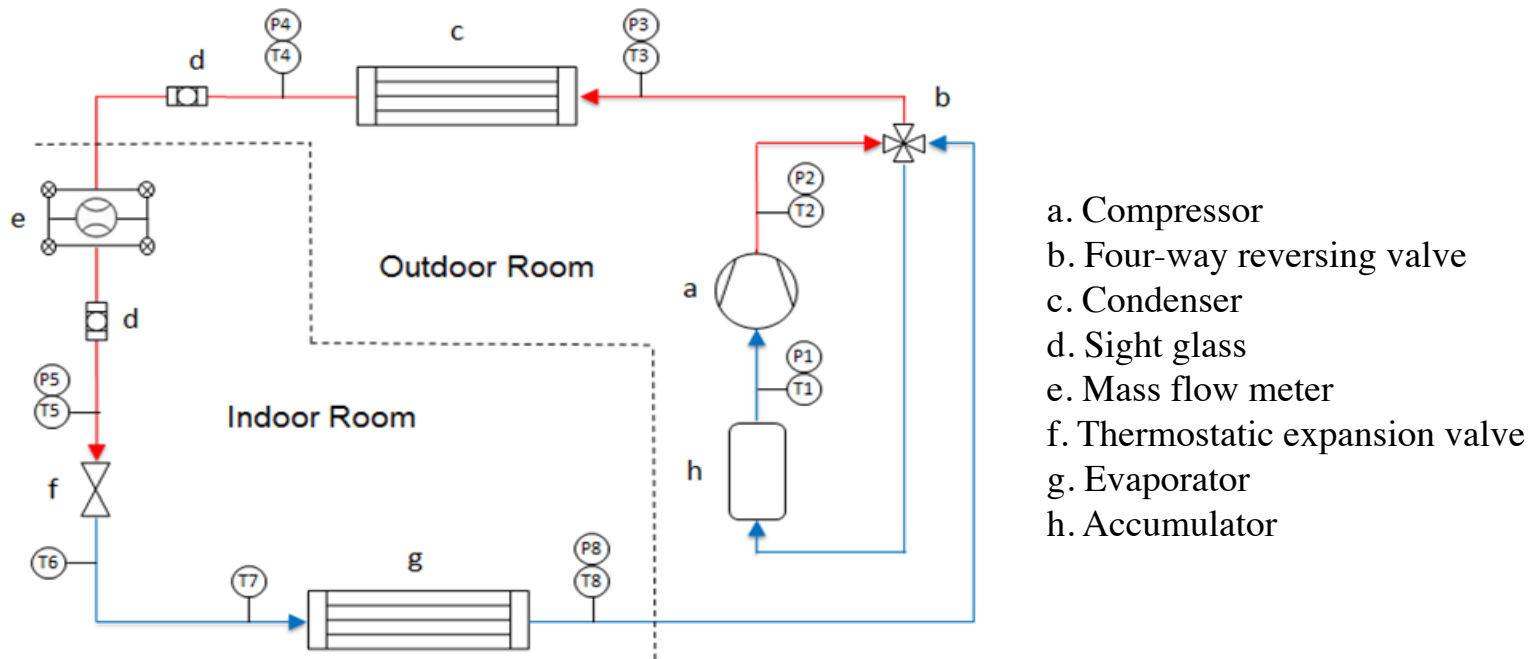 P4
T4
c
P3
T3
d
b
P2
T2
e
Outdoor Room
a
d
P1
T1
P5
T5
Indoor Room
h
f
T6
T7
g
P8
T8
a. Compressor
b. Four-way reversing valve
c. Condenser
d. Sight glass
e. Mass flow meter
f. Thermostatic expansion valve
g. Evaporator
h. Accumulator